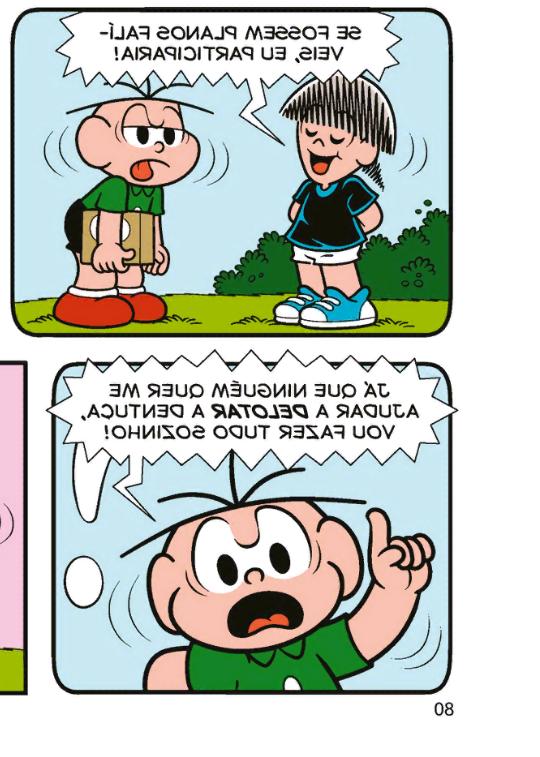 SE FOSSEM PLANOS FALÍ-
VEIS, EU PARTICIPARIA!
JÁ QUE NINGUÉM QUER ME
AJUDAR A DELOTAR A DENTUÇA,
VOU FAZER TUDO SOZINHO!
08